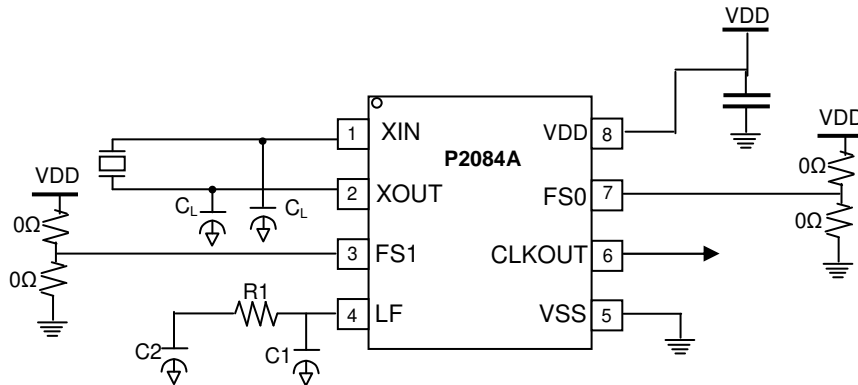 VDD
P2084A
1 XIN
VDD 8
VDD
VDD
0Ω
2 XOUT
FS0 7
C_L
C_L
0Ω
0Ω
3 FS1
CLKOUT 6
0Ω
R1
4 LF
VSS 5
C2
C1